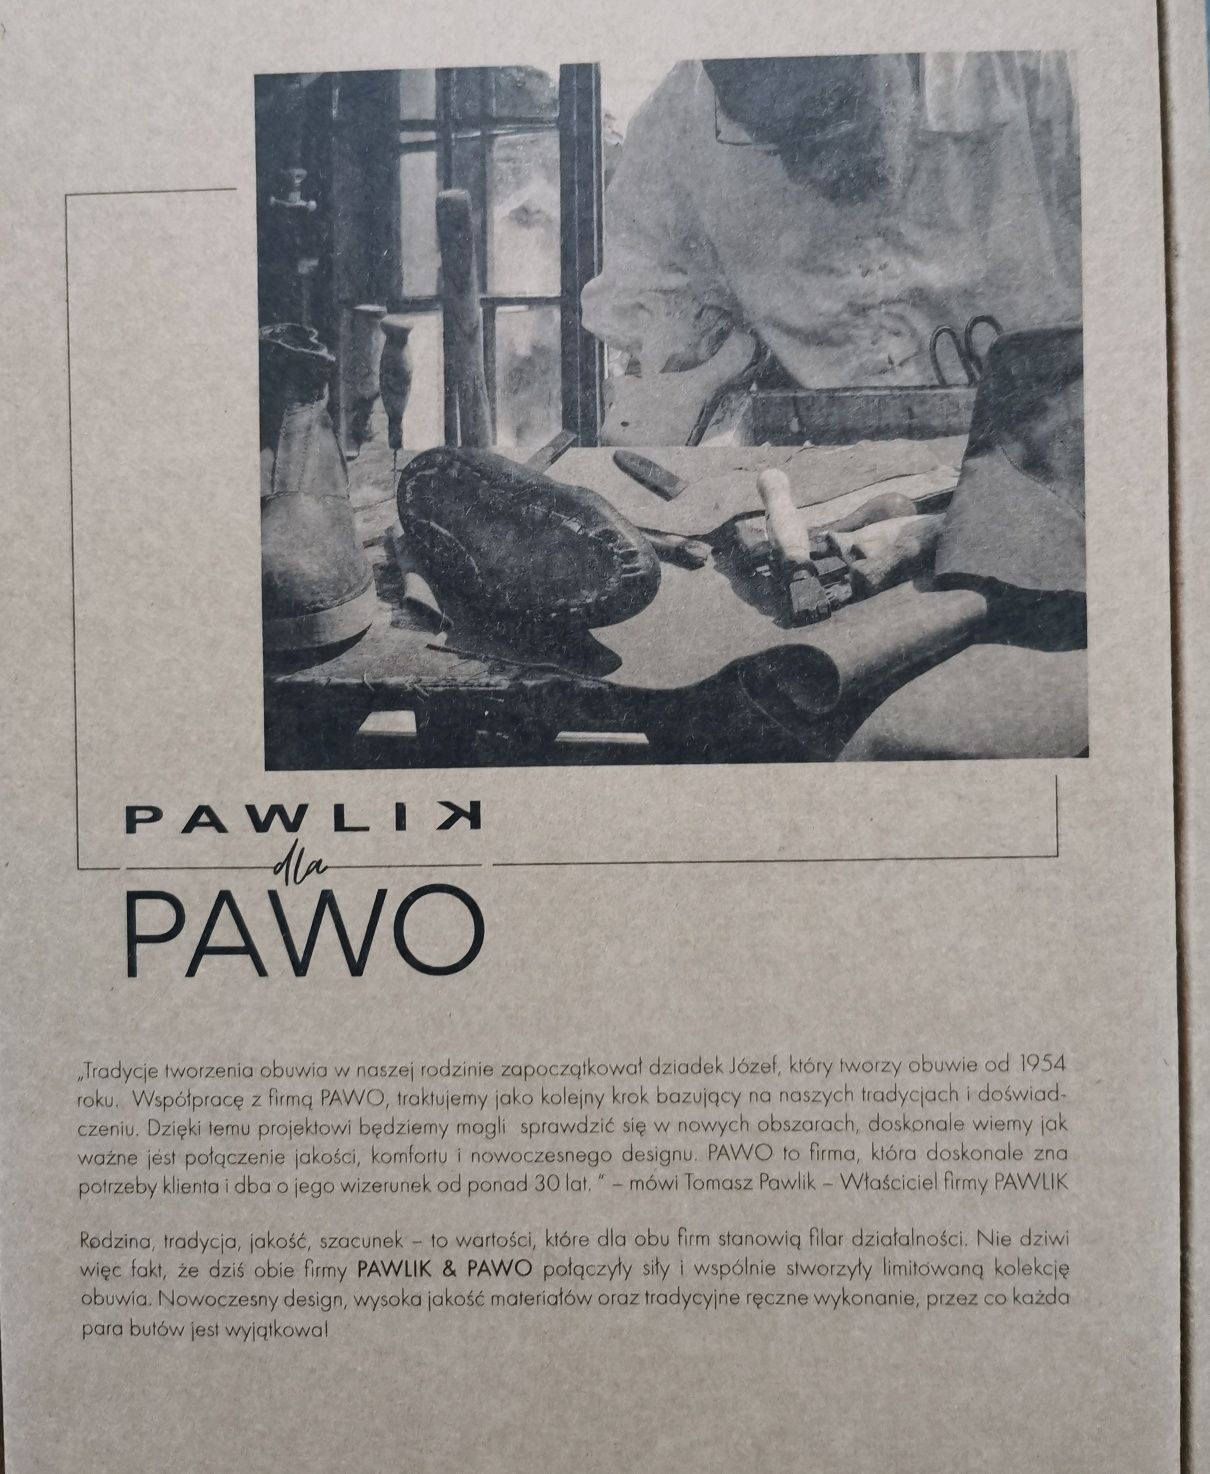 PAWLIK
dla
PAWO
„Tradycje tworzenia obuwia w naszej rodzinie zapoczątkował dziadek Józef, który tworzy obuwie od 1954
roku. Współpracę z firmą PAWO, traktujemy jako kolejny krok bazujący na naszych tradycjach i doświad-
czeniu. Dzięki temu projektowi będziemy mogli sprawdzić się w nowych obszarach, doskonale wiemy jak
ważne jest połączenie jakości, komfortu i nowoczesnego designu. PAWO to firma, która doskonale zna
potrzeby klienta i dba o jego wizerunek od ponad 30 lat. " – mówi Tomasz Pawlik – Właściciel firmy PAWLIK
Rodzina, tradycja, jakość, szacunek – to wartości, które dla obu firm stanowią filar działalności. Nie dziwi
więc fakt, że dziś obie firmy PAWLIK & PAWO połączyły siły i wspólnie stworzyły limitowaną kolekcję
obuwia. Nowoczesny design, wysoka jakość materiałów oraz tradycyjne ręczne wykonanie, przez co każda
para butów jest wyjątkowa!